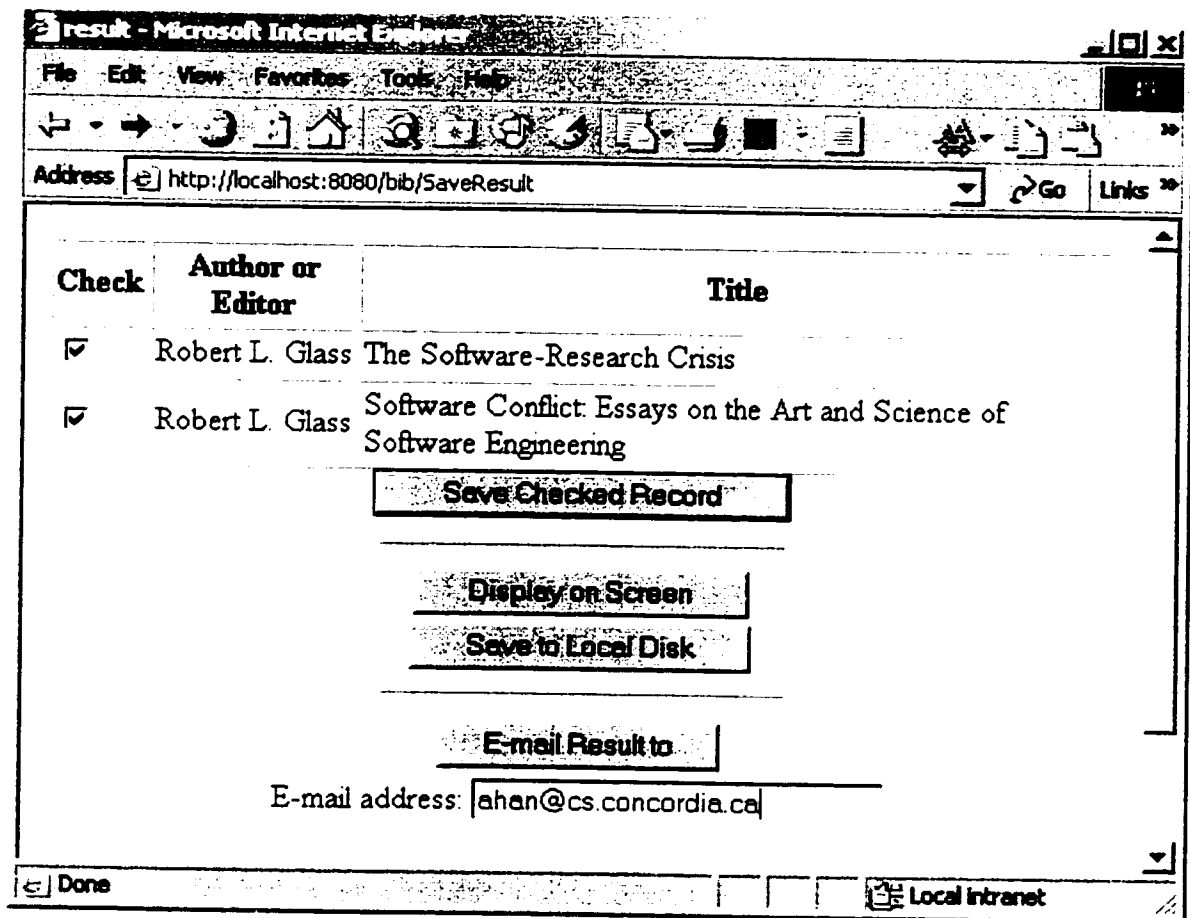 result - Microsoft Internet Explorer
File Edit View Favorites Tools Help
Address http://localhost:8080/bib/SaveResult Go Links »
Check Author or Editor Title
Robert L. Glass The Software-Research Crisis
Robert L. Glass Software Conflict: Essays on the Art and Science of
Software Engineering
Save Checked Record
Display on Screen
Save to Local Disk
E-mail Result to
E-mail address: ahan@cs.concordia.ca
Done Local intranet